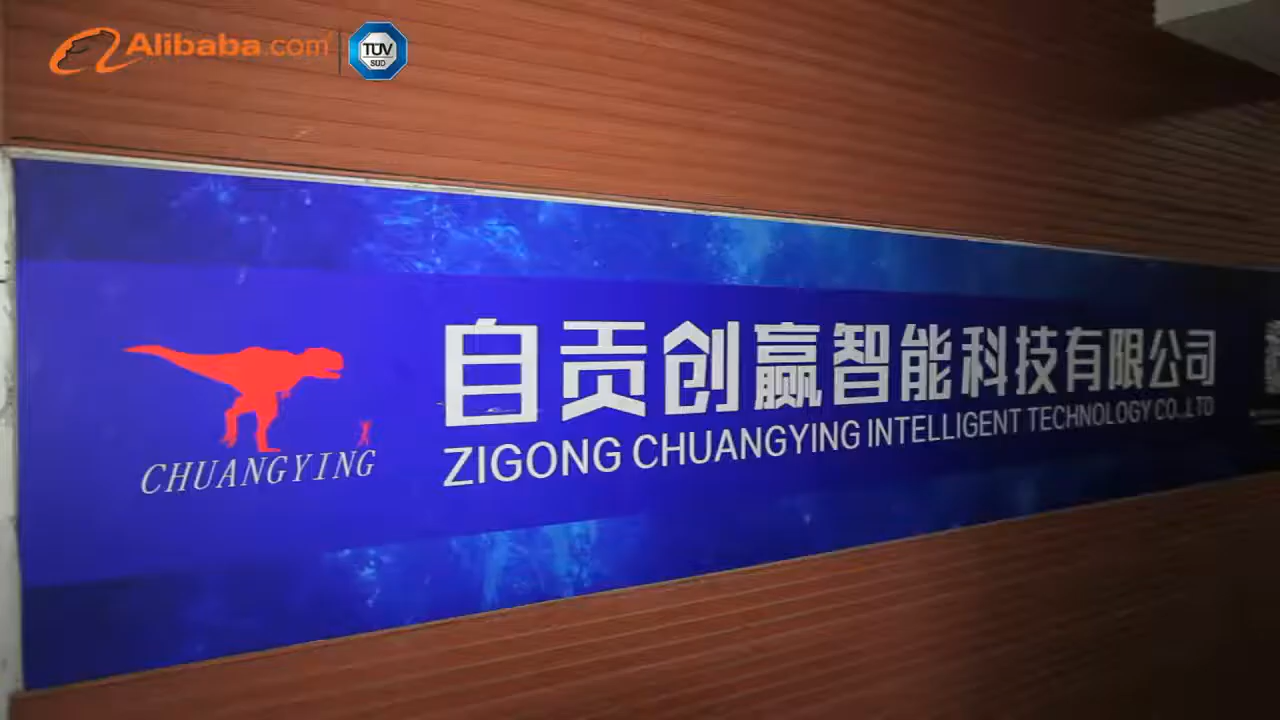 Alibaba.com
TÜV
SÜD
自贡创赢智能科技有限公司
ZIGONG CHUANGYING INTELLIGENT TECHNOLOGY CO.,LTD
CHUANGYING